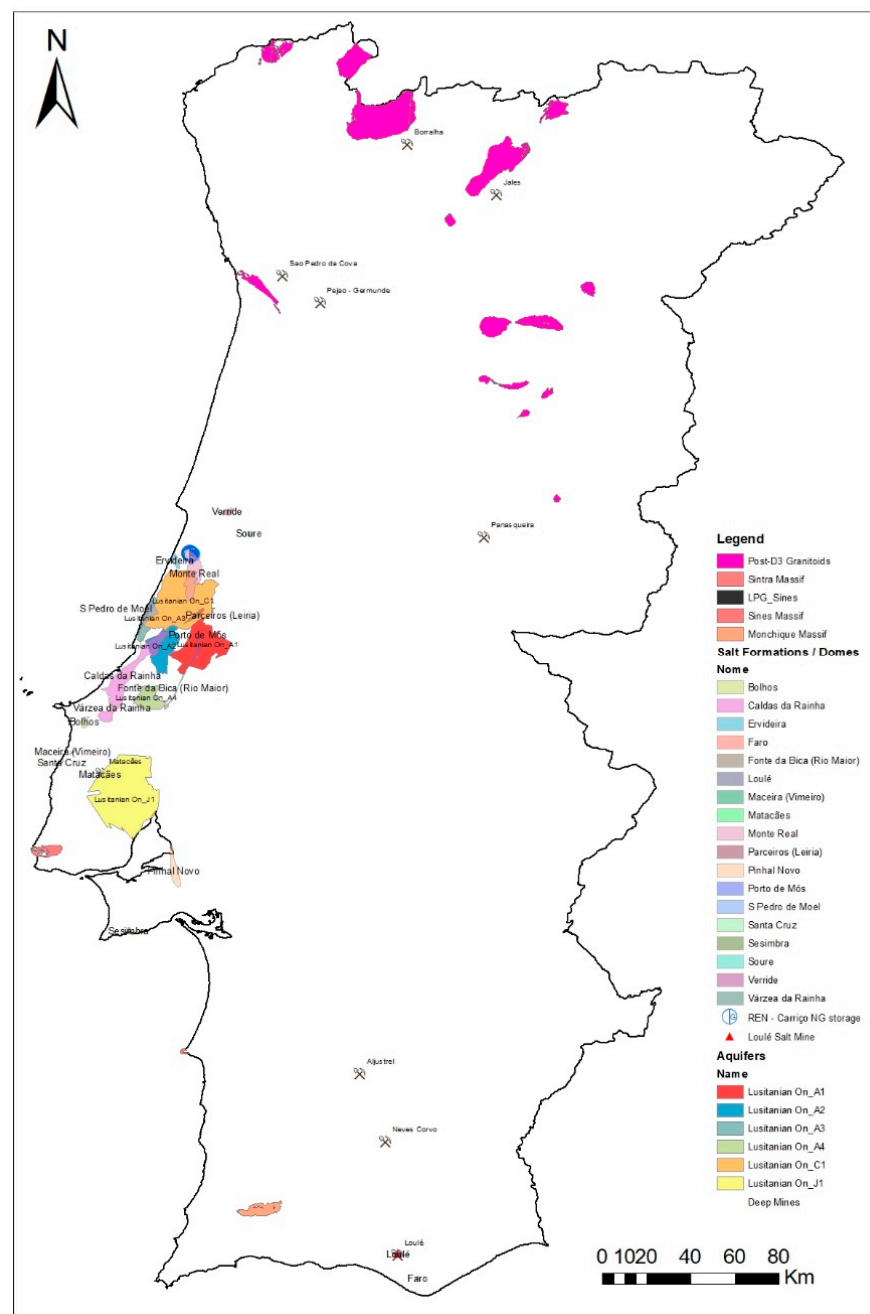 N
Borralha
Jales
Sao Pedro da Cova
Pejao - Germunde
Verride
Soure
Panasqueira
Ervideira
Monte Real
Lusitanian On_C1
S Pedro de Moel
Lusitanian On_A3
Parceiros (Leiria)
Porto de Mós
Lusitanian On_A2
Lusitanian On_A1
Caldas da Rainha
Fonte da Bica (Rio Maior)
Lusitanian On_A4
Várzea da Rainha
Bolhos
Maceira (Vimeiro)
Santa Cruz
Matacães
Matacães
Lusitanian On_J1
Pinhal Novo
Sesimbra
Aljustrel
Neves Corvo
Loulé
Loulé
Faro
Legend
Post-D3 Granitoids
Sintra Massif
LPG_Sines
Sines Massif
Monchique Massif
Salt Formations / Domes
Nome
Bolhos
Caldas da Rainha
Ervideira
Faro
Fonte da Bica (Rio Maior)
Loulé
Maceira (Vimeiro)
Matacães
Monte Real
Parceiros (Leiria)
Pinhal Novo
Porto de Mós
S Pedro de Moel
Santa Cruz
Sesimbra
Soure
Verride
Várzea da Rainha
REN - Carriço NG storage
Loulé Salt Mine
Aquifers
Name
Lusitanian On_A1
Lusitanian On_A2
Lusitanian On_A3
Lusitanian On_A4
Lusitanian On_C1
Lusitanian On_J1
Deep Mines
0 1020 40 60 80
Km